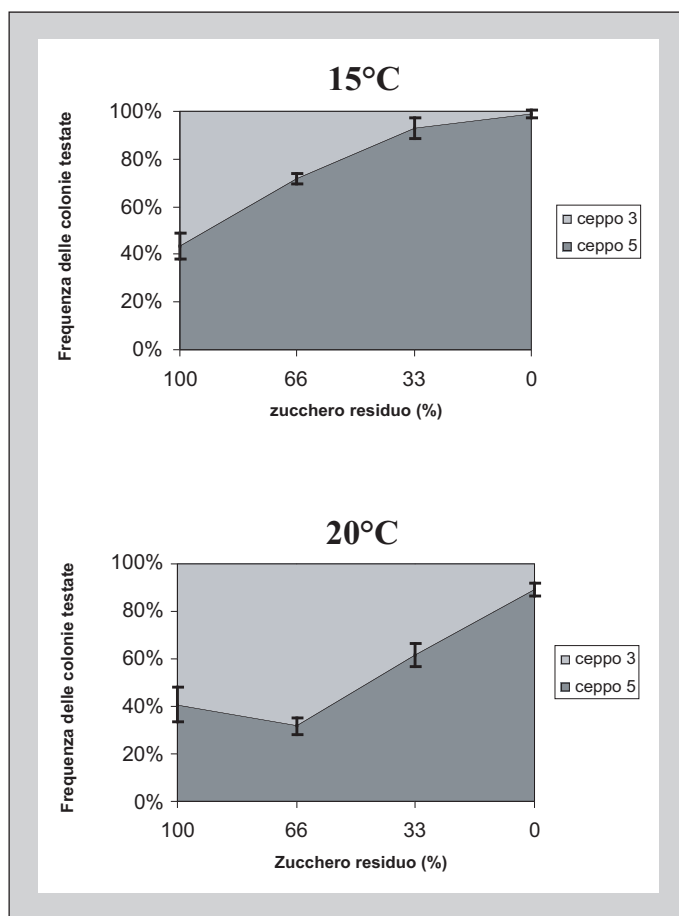 15°C
Frequenza delle colonie testate
100%
80%
60%
40%
20%
0%
100 66 33 0
zucchero residuo (%)
ceppo 3
ceppo 5
20°C
Frequenza delle colonie testate
100%
80%
60%
40%
20%
0%
100 66 33 0
Zucchero residuo (%)
ceppo 3
ceppo 5